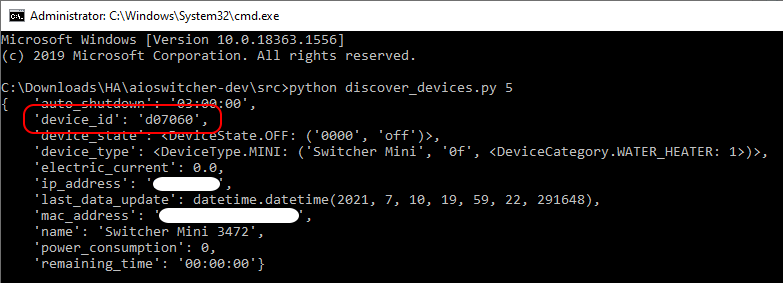 Administrator: C:\Windows\System32\cmd.exe
Microsoft Windows [Version 10.0.18363.1556]
(c) 2019 Microsoft Corporation. All rights reserved.
C:\Downloads\HA\aioswitcher-dev\src>python discover_devices.py 5
{   'auto_shutdown': '03:00:00',
    'device_id': 'd07060',
    'device_state': <DeviceState.OFF: ('0000', 'off')>,
    'device_type': <DeviceType.MINI: ('Switcher Mini', '0f', <DeviceCategory.WATER_HEATER: 1>)>,
    'electric_current': 0.0,
    'ip_address': '        ',
    'last_data_update': datetime.datetime(2021, 7, 10, 19, 59, 22, 291648),
    'mac_address': '                 ',
    'name': 'Switcher Mini 3472',
    'power_consumption': 0,
    'remaining_time': '00:00:00'}